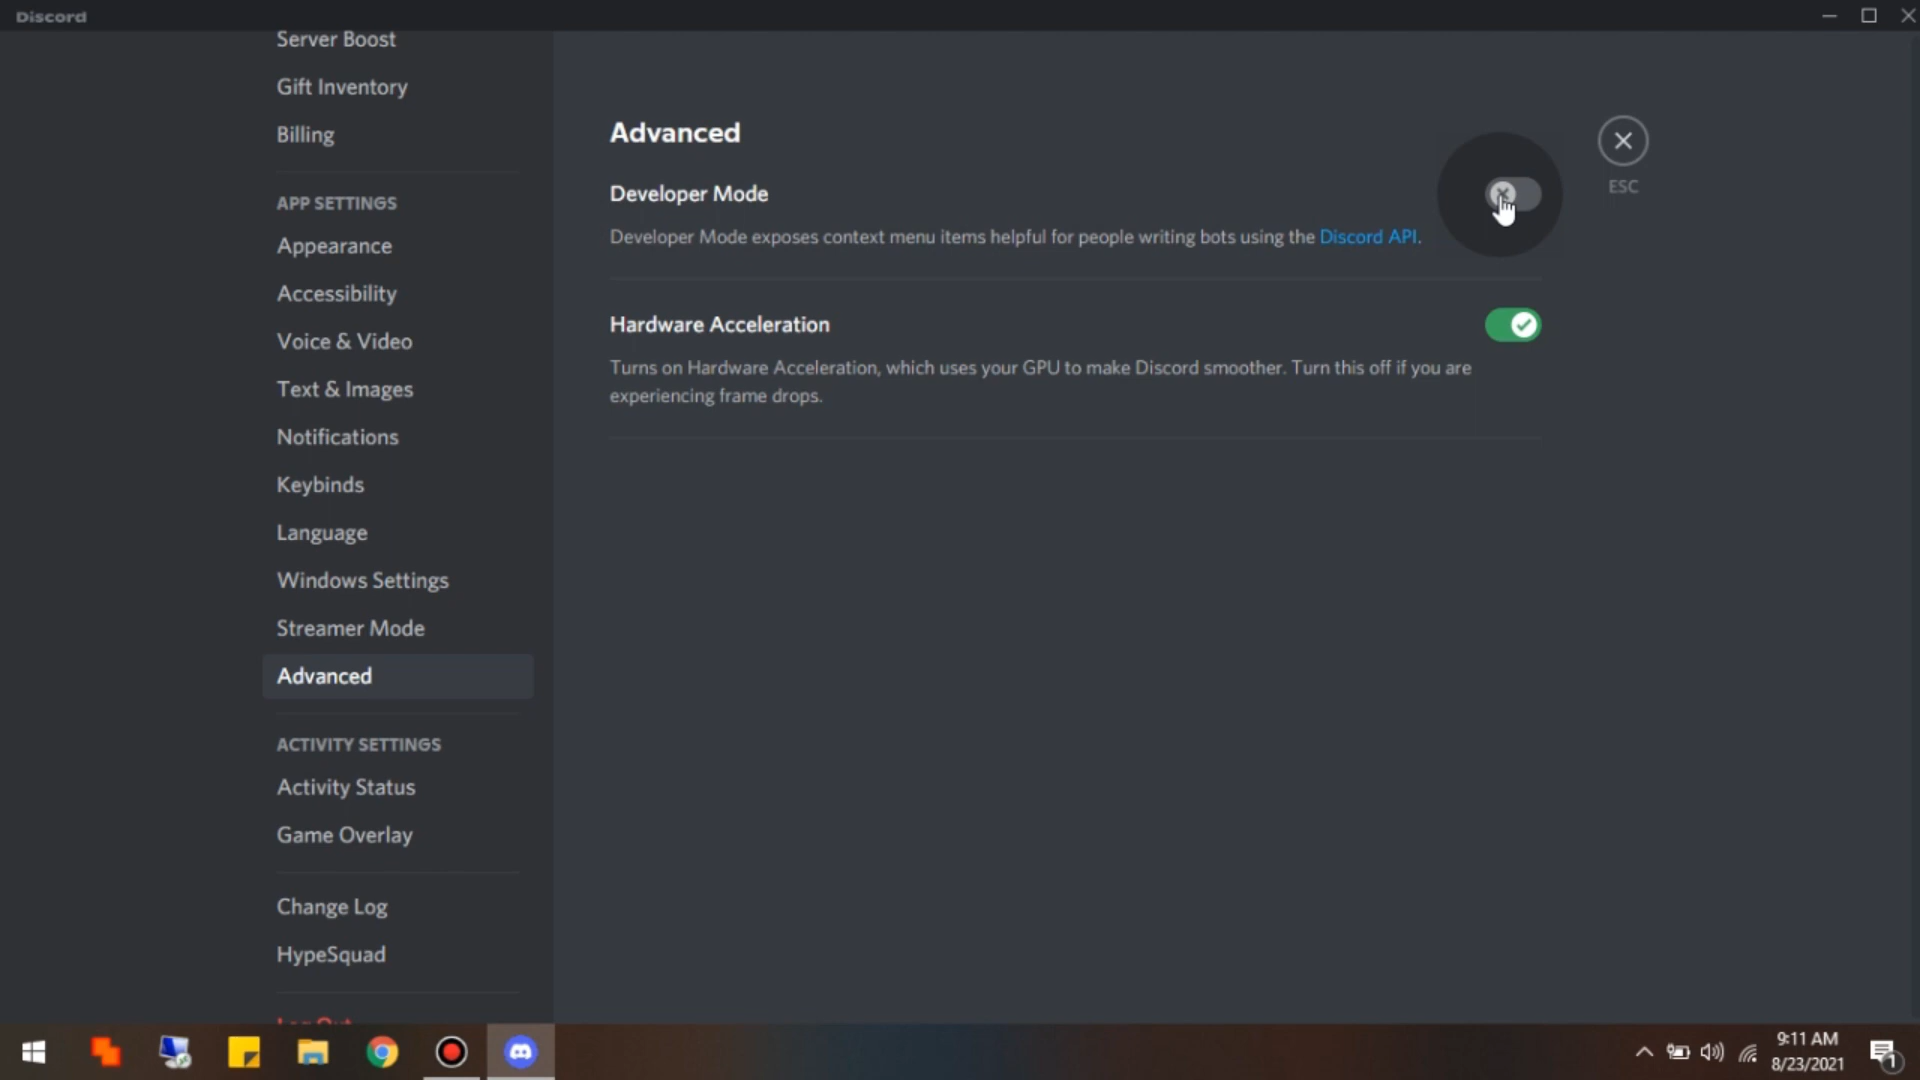 Discord
Server Boost
Gift Inventory
Billing
APP SETTINGS
Appearance
Accessibility
Voice & Video
Text & Images
Notifications
Keybinds
Language
Windows Settings
Streamer Mode
Advanced
ACTIVITY SETTINGS
Activity Status
Game Overlay
Change Log
HypeSquad
Log Out
Advanced
Developer Mode
Developer Mode exposes context menu items helpful for people writing bots using the Discord API.
Hardware Acceleration
Turns on Hardware Acceleration, which uses your GPU to make Discord smoother. Turn this off if you are
experiencing frame drops.
ESC
9:11 AM
8/23/2021
1